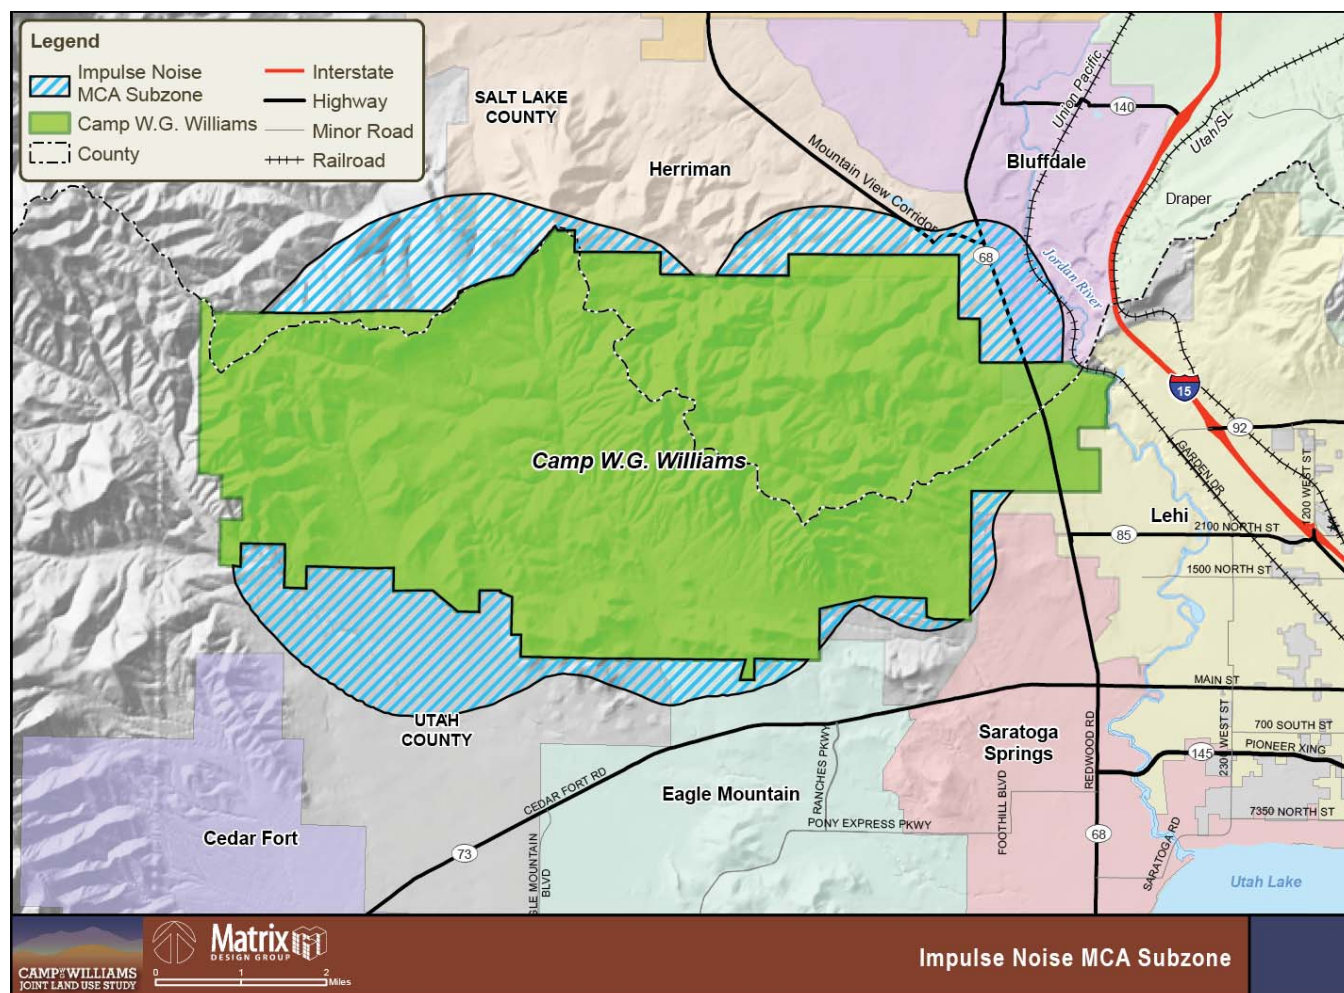 Legend
Impulse Noise
MCA Subzone
Camp W.G. Williams
County
Interstate
Highway
Minor Road
Railroad
SALT LAKE
COUNTY
Herriman
Mountain View Corridor
Union Pacific
140
Bluffdale
Utah/SL
Draper
68
Jordan River
15
92
GARDEN DR
1200 WEST ST
Camp W.G. Williams
Lehi
2100 NORTH ST
85
1500 NORTH ST
MAIN ST
UTAH
COUNTY
Saratoga
Springs
REDWOOD RD
2300 WEST ST
700 SOUTH ST
PIONEER XING
145
RANCHES PKWY
CEDAR FORT RD
Eagle Mountain
FOOTHILL BLVD
7350 NORTH ST
PONY EXPRESS PKWY
Cedar Fort
73
68
SARATOGA RD
GLE MOUNTAIN
BLVD
Utah Lake
CAMP W.G. WILLIAMS
JOINT LAND USE STUDY
Matrix
DESIGN GROUP
0 1 2
Miles
Impulse Noise MCA Subzone